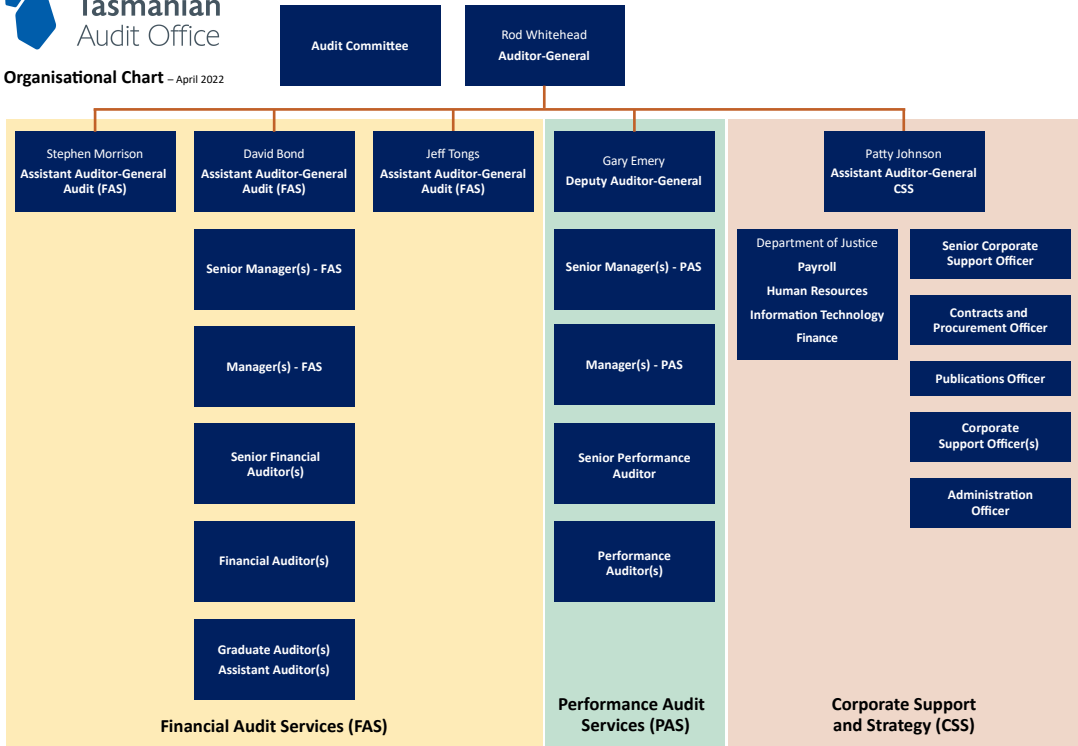 Tasmanian
Audit Office
Organisational Chart – April 2022
Audit Committee
Rod Whitehead
Auditor-General
Stephen Morrison
Assistant Auditor-General
Audit (FAS)
David Bond
Assistant Auditor-General
Audit (FAS)
Jeff Tongs
Assistant Auditor-General
Audit (FAS)
Gary Emery
Deputy Auditor-General
Patty Johnson
Assistant Auditor-General
CSS
Senior Manager(s) - FAS
Manager(s) - FAS
Senior Financial
Auditor(s)
Financial Auditor(s)
Graduate Auditor(s)
Assistant Auditor(s)
Financial Audit Services (FAS)
Senior Manager(s) - PAS
Manager(s) - PAS
Senior Performance
Auditor
Performance
Auditor(s)
Performance Audit
Services (PAS)
Department of Justice
Payroll
Human Resources
Information Technology
Finance
Senior Corporate
Support Officer
Contracts and
Procurement Officer
Publications Officer
Corporate
Support Officer(s)
Administration
Officer
Corporate Support
and Strategy (CSS)